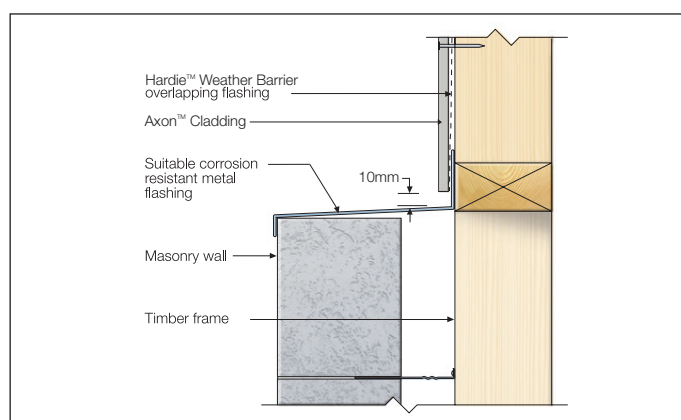 Hardie™ Weather Barrier
overlapping flashing
Axon™ Cladding
Suitable corrosion
resistant metal
flashing
10mm
Masonry wall
Timber frame